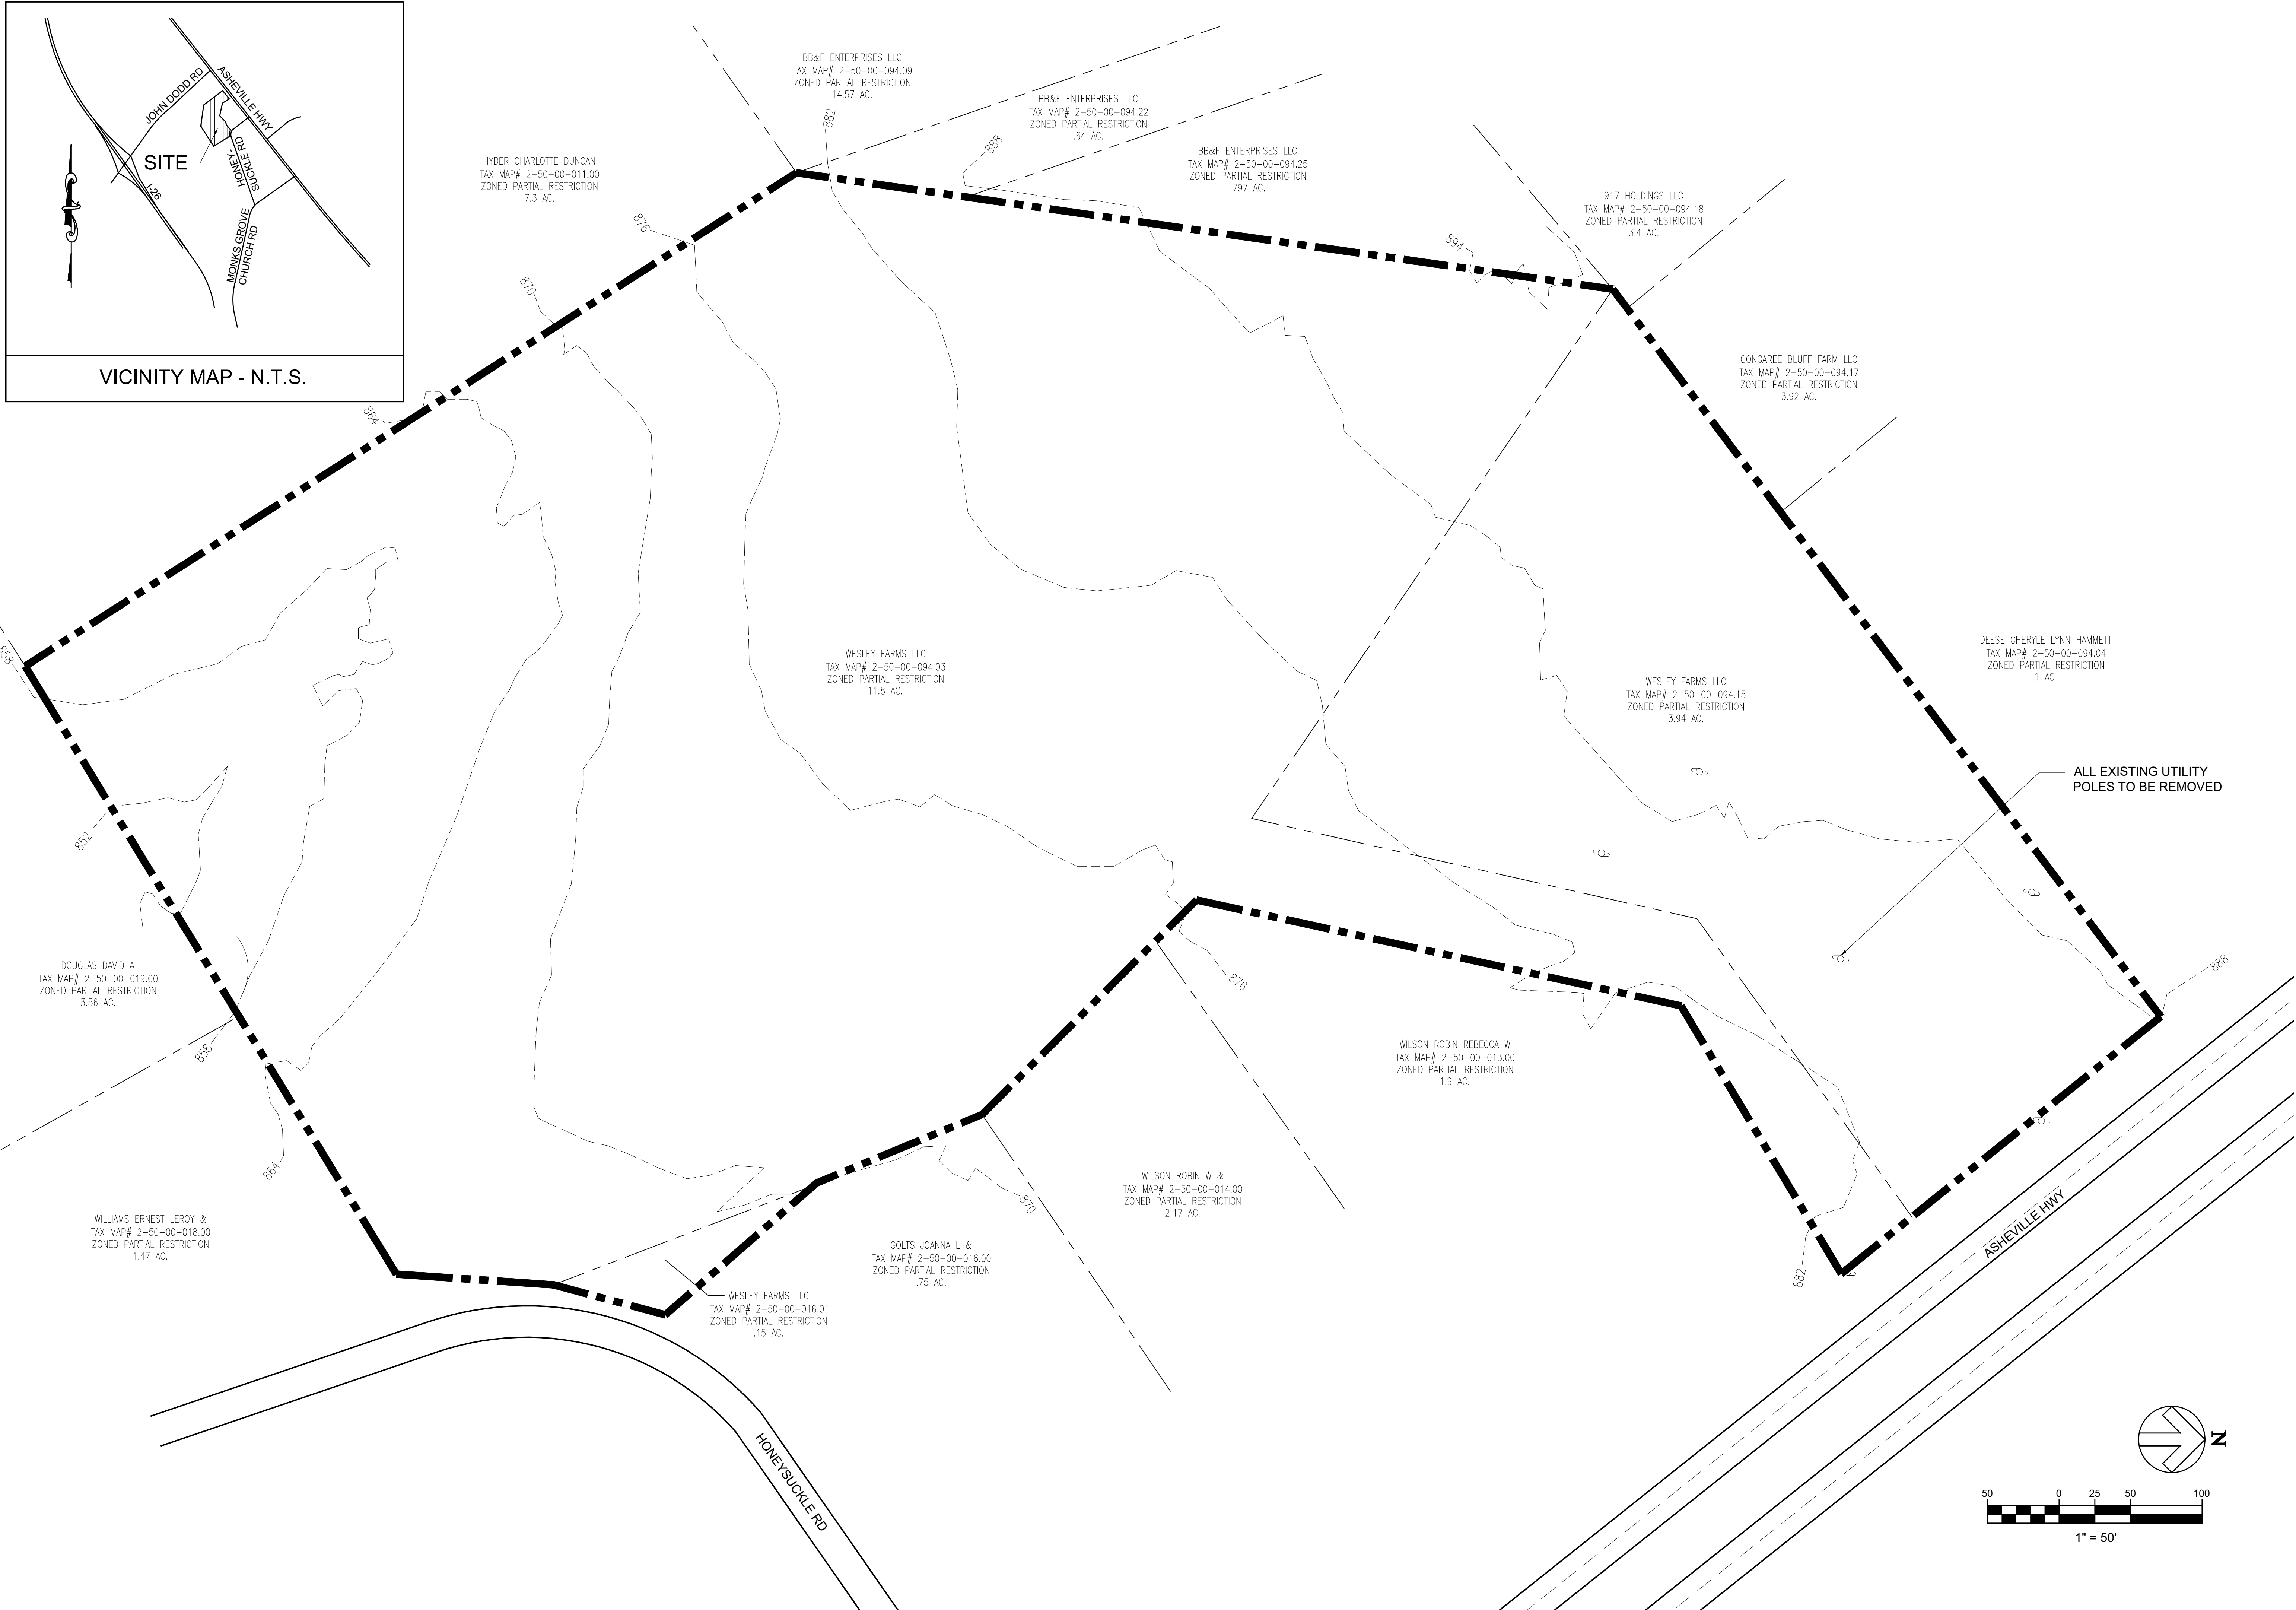 JOHN DODD RD
ASHEVILLE HWY
SITE
HONEY-
SUCKLE RD
I-26
MONKS GROVE
CHURCH RD
VICINITY MAP - N.T.S.
BB&F ENTERPRISES LLC
TAX MAP# 2-50-00-094.09
ZONED PARTIAL RESTRICTION
14.57 AC.
882
BB&F ENTERPRISES LLC
TAX MAP# 2-50-00-094.22
ZONED PARTIAL RESTRICTION
.64 AC.
888
BB&F ENTERPRISES LLC
TAX MAP# 2-50-00-094.25
ZONED PARTIAL RESTRICTION
.797 AC.
HYDER CHARLOTTE DUNCAN
TAX MAP# 2-50-00-011.00
ZONED PARTIAL RESTRICTION
7.3 AC.
917 HOLDINGS LLC
TAX MAP# 2-50-00-094.18
ZONED PARTIAL RESTRICTION
3.4 AC.
876
894
870
CONGAREE BLUFF FARM LLC
TAX MAP# 2-50-00-094.17
ZONED PARTIAL RESTRICTION
3.92 AC.
864
858
WESLEY FARMS LLC
TAX MAP# 2-50-00-094.03
ZONED PARTIAL RESTRICTION
11.8 AC.
WESLEY FARMS LLC
TAX MAP# 2-50-00-094.15
ZONED PARTIAL RESTRICTION
3.94 AC.
DEESE CHERYLE LYNN HAMMETT
TAX MAP# 2-50-00-094.04
ZONED PARTIAL RESTRICTION
1 AC.
ALL EXISTING UTILITY
POLES TO BE REMOVED
852
DOUGLAS DAVID A
TAX MAP# 2-50-00-019.00
ZONED PARTIAL RESTRICTION
3.56 AC.
876
888
858
WILSON ROBIN REBECCA W
TAX MAP# 2-50-00-013.00
ZONED PARTIAL RESTRICTION
1.9 AC.
864
WILSON ROBIN W &
TAX MAP# 2-50-00-014.00
ZONED PARTIAL RESTRICTION
2.17 AC.
870
WILLIAMS ERNEST LEROY &
TAX MAP# 2-50-00-018.00
ZONED PARTIAL RESTRICTION
1.47 AC.
GOLTS JOANNA L &
TAX MAP# 2-50-00-016.00
ZONED PARTIAL RESTRICTION
.75 AC.
882
ASHEVILLE HWY
WESLEY FARMS LLC
TAX MAP# 2-50-00-016.01
ZONED PARTIAL RESTRICTION
.15 AC.
HONEYSUCKLE RD
N
50 0 25 50 100
1" = 50'